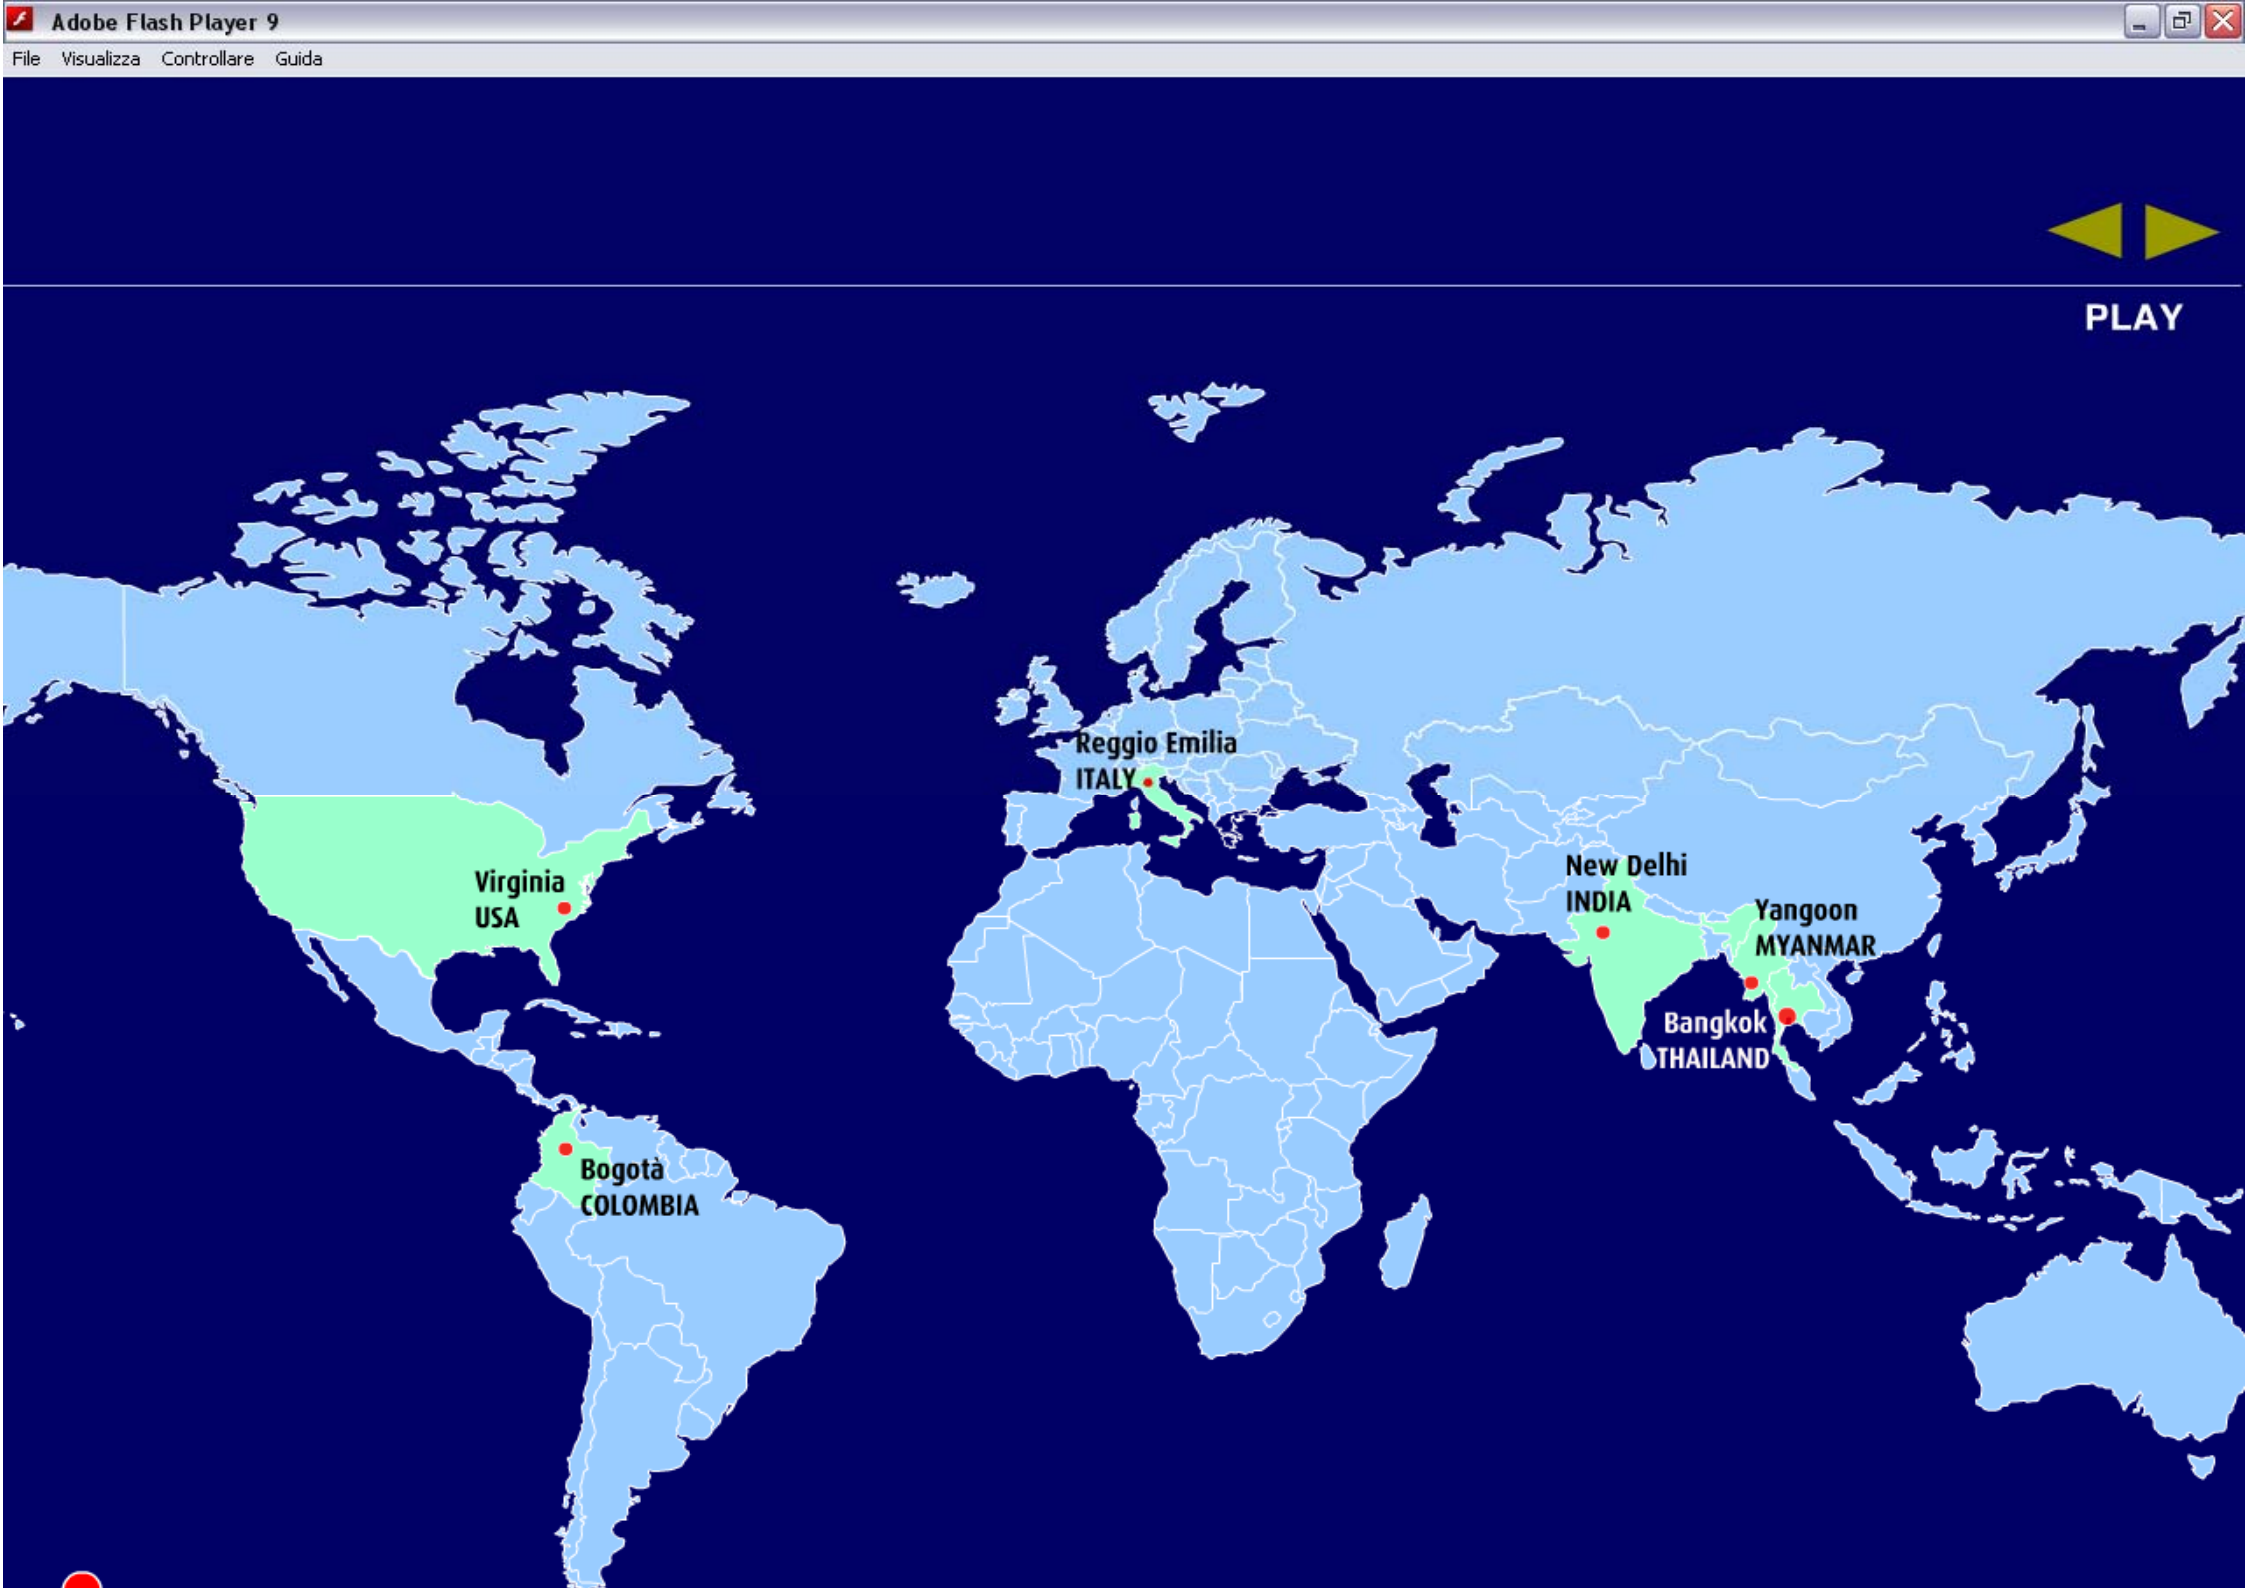 Adobe Flash Player 9
File Visualizza Controllare Guida
PLAY
Reggio Emilia
ITALY
Virginia
USA
New Delhi
INDIA
Yangoon
MYANMAR
Bangkok
THAILAND
Bogotà
COLOMBIA